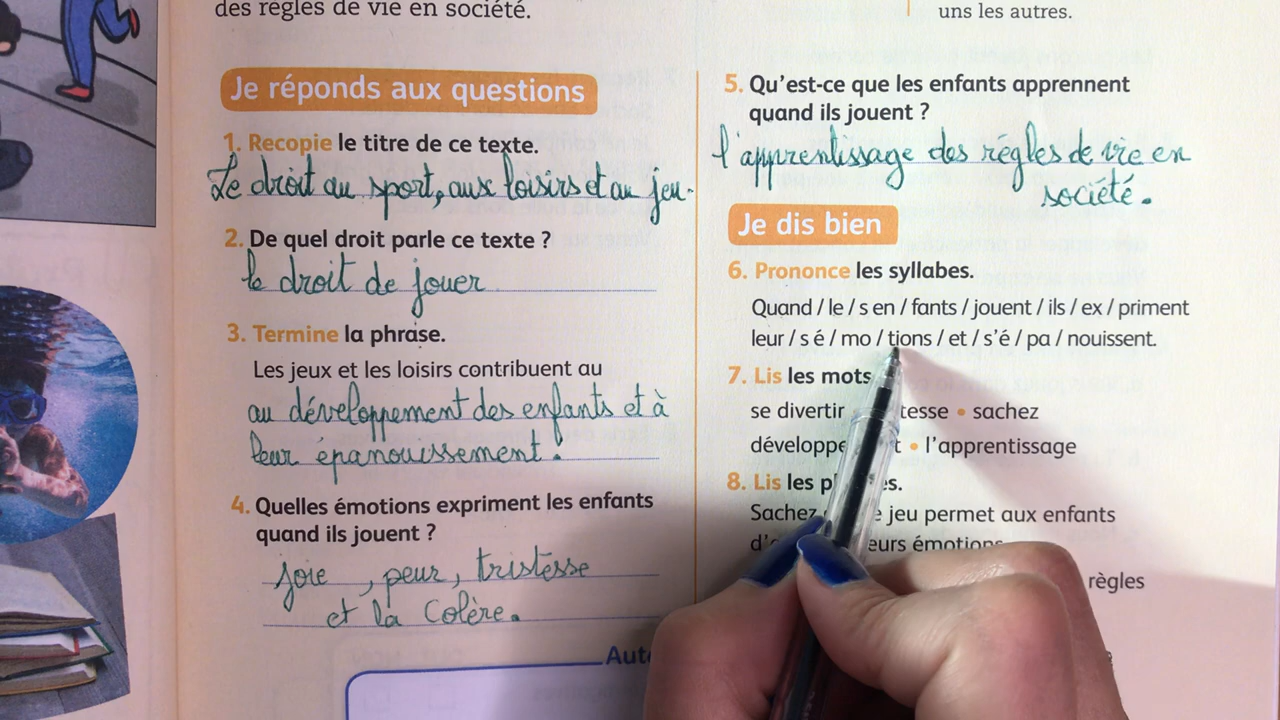 des règles de vie en société.
Je réponds aux questions
1. Recopie le titre de ce texte.
Le droit au sport, aux loisirs et au jeu.
2. De quel droit parle ce texte ?
le droit de jouer
3. Termine la phrase.
Les jeux et les loisirs contribuent au
au développement des enfants et à
leur épanouissement.
4. Quelles émotions expriment les enfants
quand ils jouent ?
joie, peur, tristesse
et la Colère.
uns les autres.
5. Qu'est-ce que les enfants apprennent
quand ils jouent ?
l'apprentissage des régles de vie en
société.
Je dis bien
6. Prononce les syllabes.
Quand / le / s en / fants / jouent / ils / ex / priment
leur / s é / mo / tions / et / s'é / pa / nouissent.
7. Lis les mots
se divertir • sachez
• l'apprentissage
8. Lis les
Sachez jeu permet aux enfants
émotions
règles